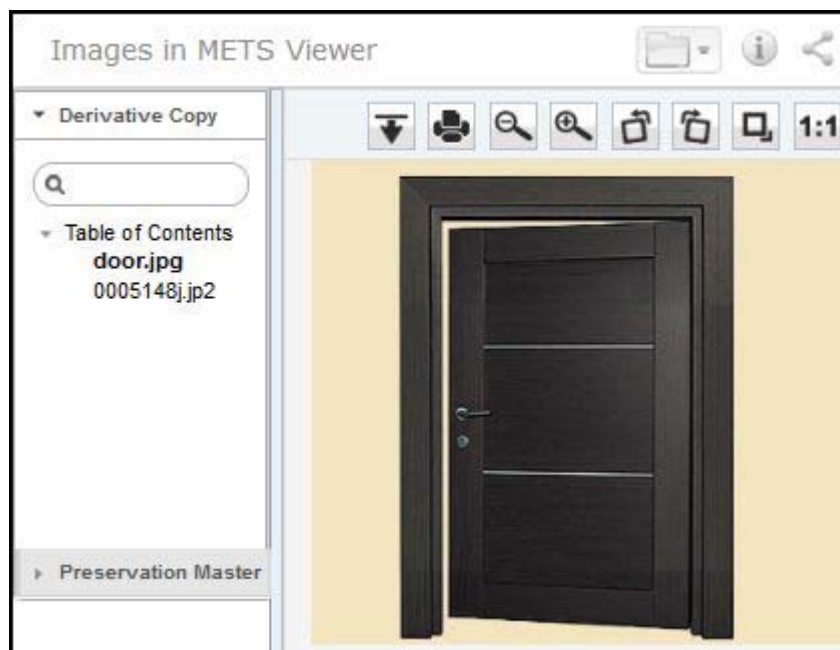 Images in METS Viewer
Derivative Copy
1:1
Table of Contents
door.jpg
0005148j.jp2
Preservation Master